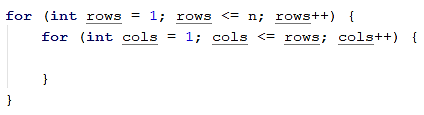 for (int rows = 1; rows <= n; rows++) {
for (int cols = 1; cols <= rows; cols++) {
}
}